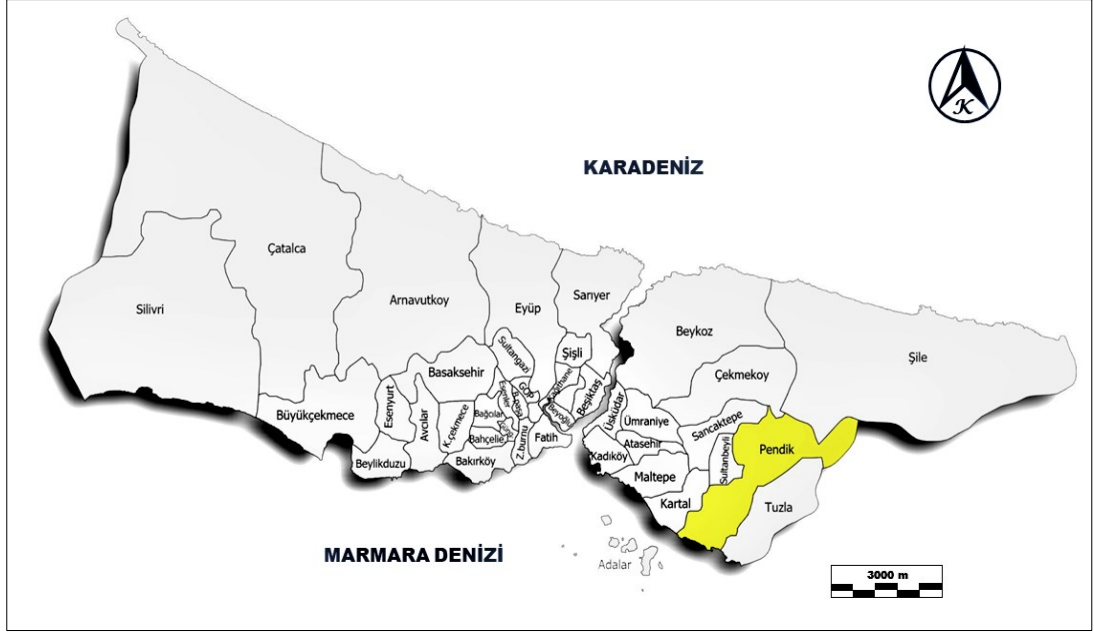 K
KARADENİZ
Çatalca
Silivri
Arnavutkoy
Eyüp
Sarıyer
Beykoz
Şile
Sultangazi
Şişli
Basaksehir
Çekmekoy
Kağıthane
Beşiktaş
GOP
Büyükçekmece
Esenyurt
Avcılar
K.çekmece
Bağcılar
Beyoğlu
Üsküdar
Ümraniye
Sancaktepe
Bahçelie
Z.burnu
Fatih
Atasehir
Sultanbeyli
Pendik
Beylikduzu
Bakırköy
Kadıköy
Maltepe
Kartal
Tuzla
MARMARA DENİZİ
Adalar
3000 m